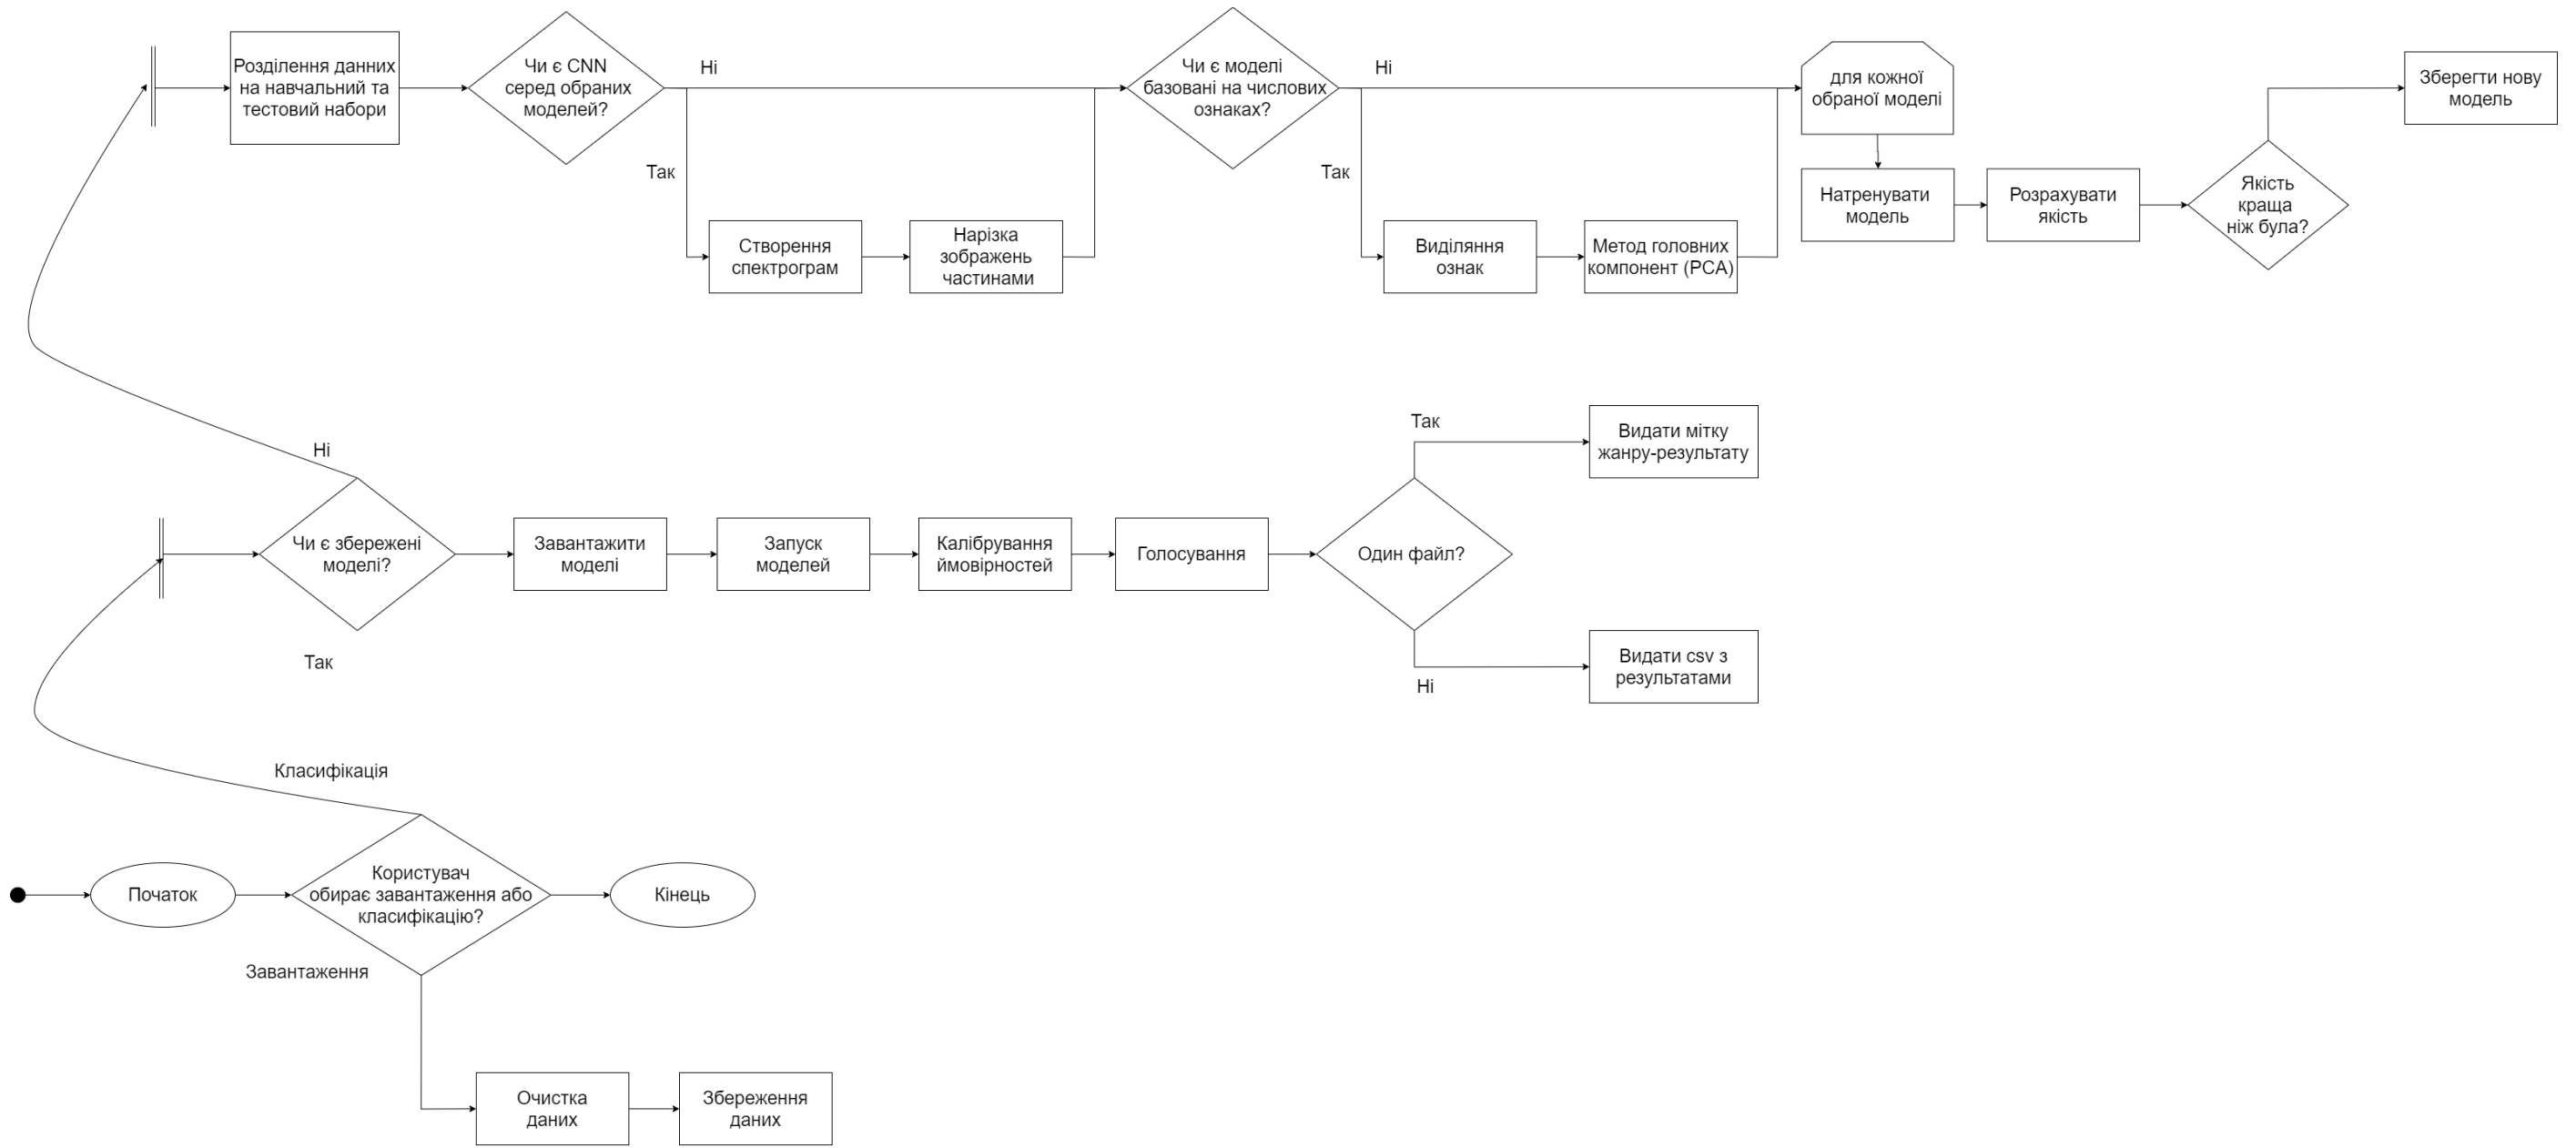 Розділення данних
на навчальний та
тестовий набори
Чи є CNN
серед обраних
моделей?
Ні
Так
Створення
спектрограм
Нарізка
зображень
частинами
Чи є моделі
базовані на числових
ознаках?
Ні
Так
Виділяння
ознак
Метод головних
компонент (PCA)
для кожної
обраної моделі
Натренувати
модель
Розрахувати
якість
Якість
краща
ніж була?
Зберегти нову
модель
Ні
Чи є збережені
моделі?
Так
Завантажити
моделі
Запуск
моделей
Калібрування
ймовірностей
Голосування
Один файл?
Так
Видати мітку
жанру-результату
Ні
Видати csv з
результатами
Класифікація
Початок
Користувач
обирає завантаження або
класифікацію?
Кінець
Завантаження
Очистка
даних
Збереження
даних